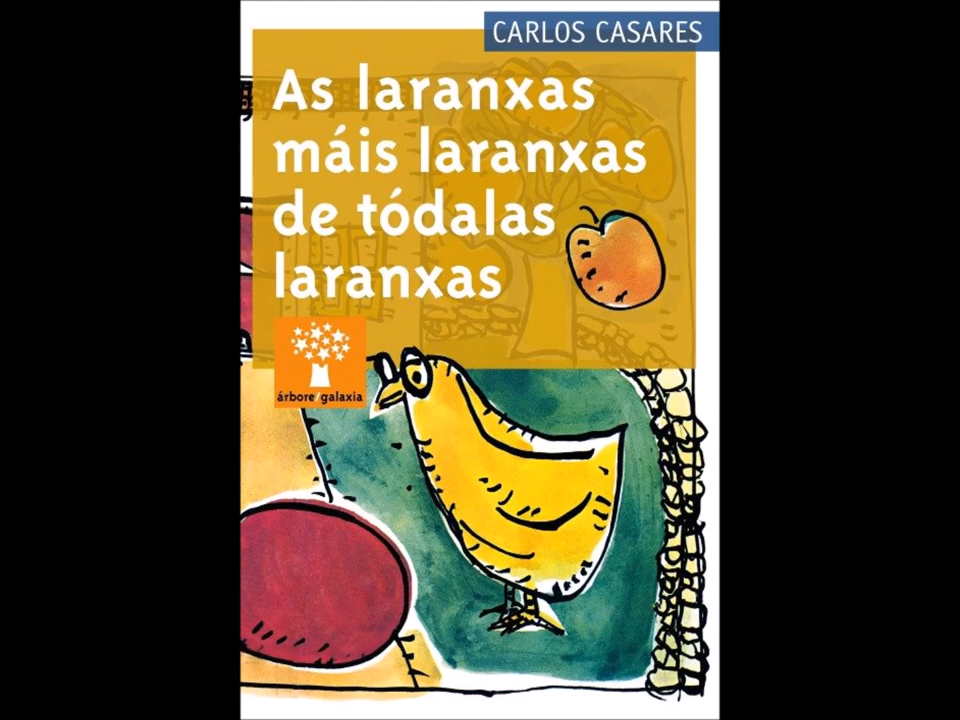 CARLOS CASARES
As laranxas
máis laranxas
de tódalas
laranxas
árbore/galaxia